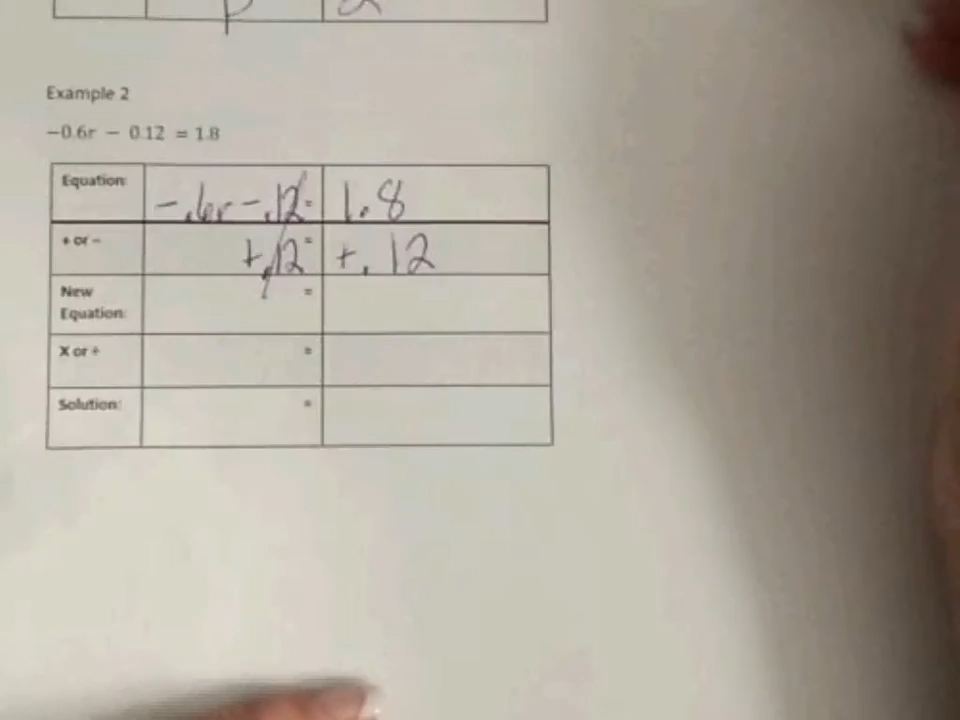 Example 2
−0.6r − 0.12 = 1.8
Equation: -.6r -.12 = 1.8
+ or − +.12 = +.12
New =
Equation:
X or ÷ =
Solution: =